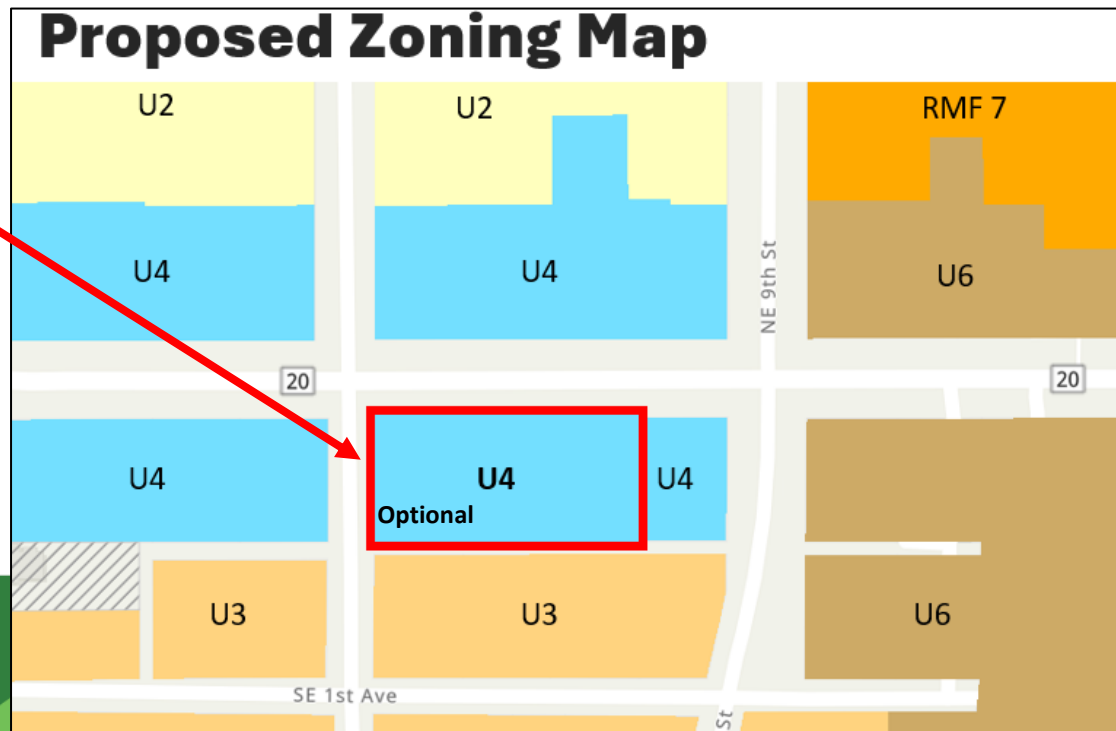 Proposed Zoning Map
U2
U2
RMF 7
U4
U4
NE 9th St
U6
20
20
U4
U4
Optional
U4
U3
U3
U6
SE 1st Ave
St